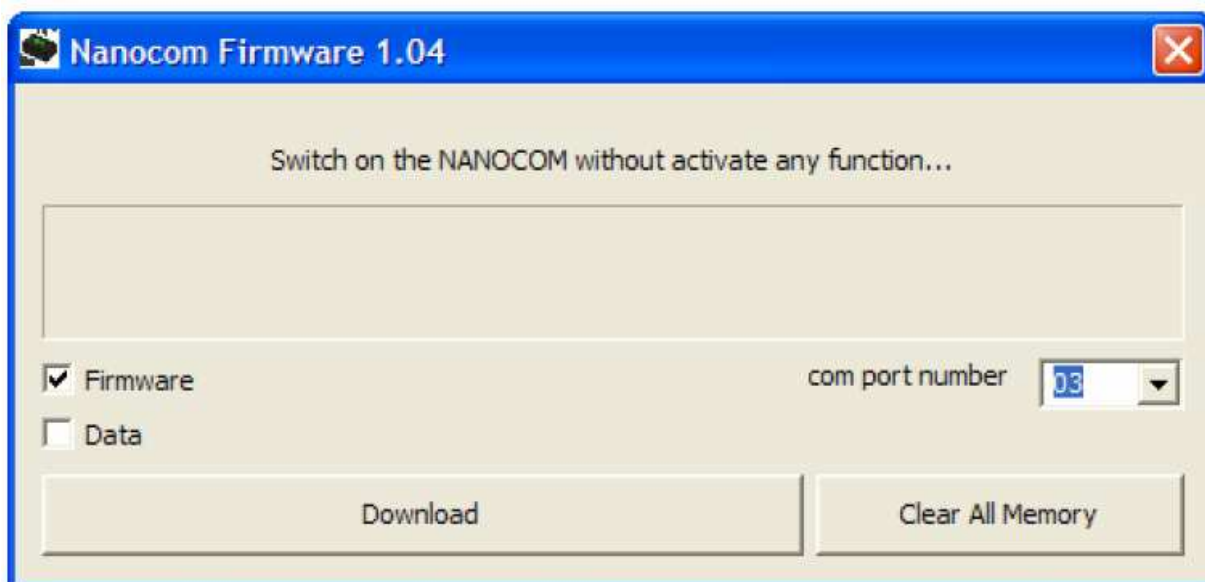 Nanocom Firmware 1.04
Switch on the NANOCOM without activate any function...
Firmware
com port number 03
Data
Download
Clear All Memory